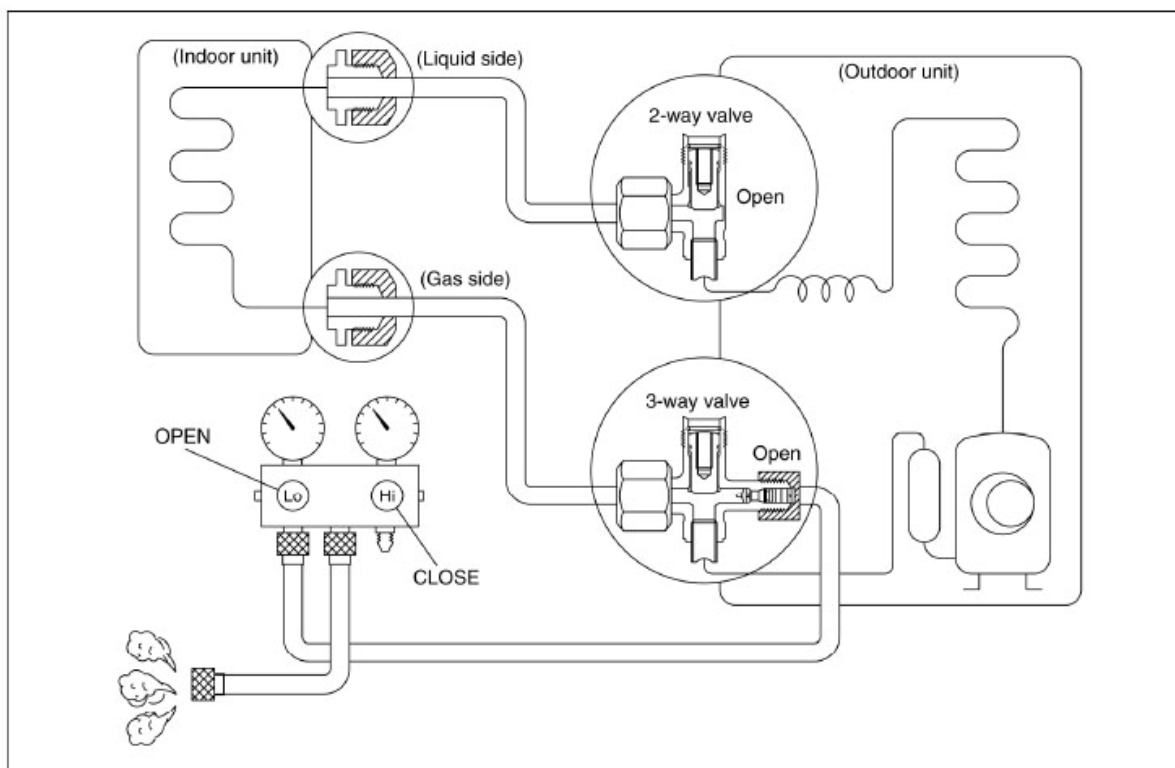 (Indoor unit)
(Liquid side)
(Outdoor unit)
2-way valve
Open
(Gas side)
3-way valve
Open
OPEN
Lo
Hi
CLOSE